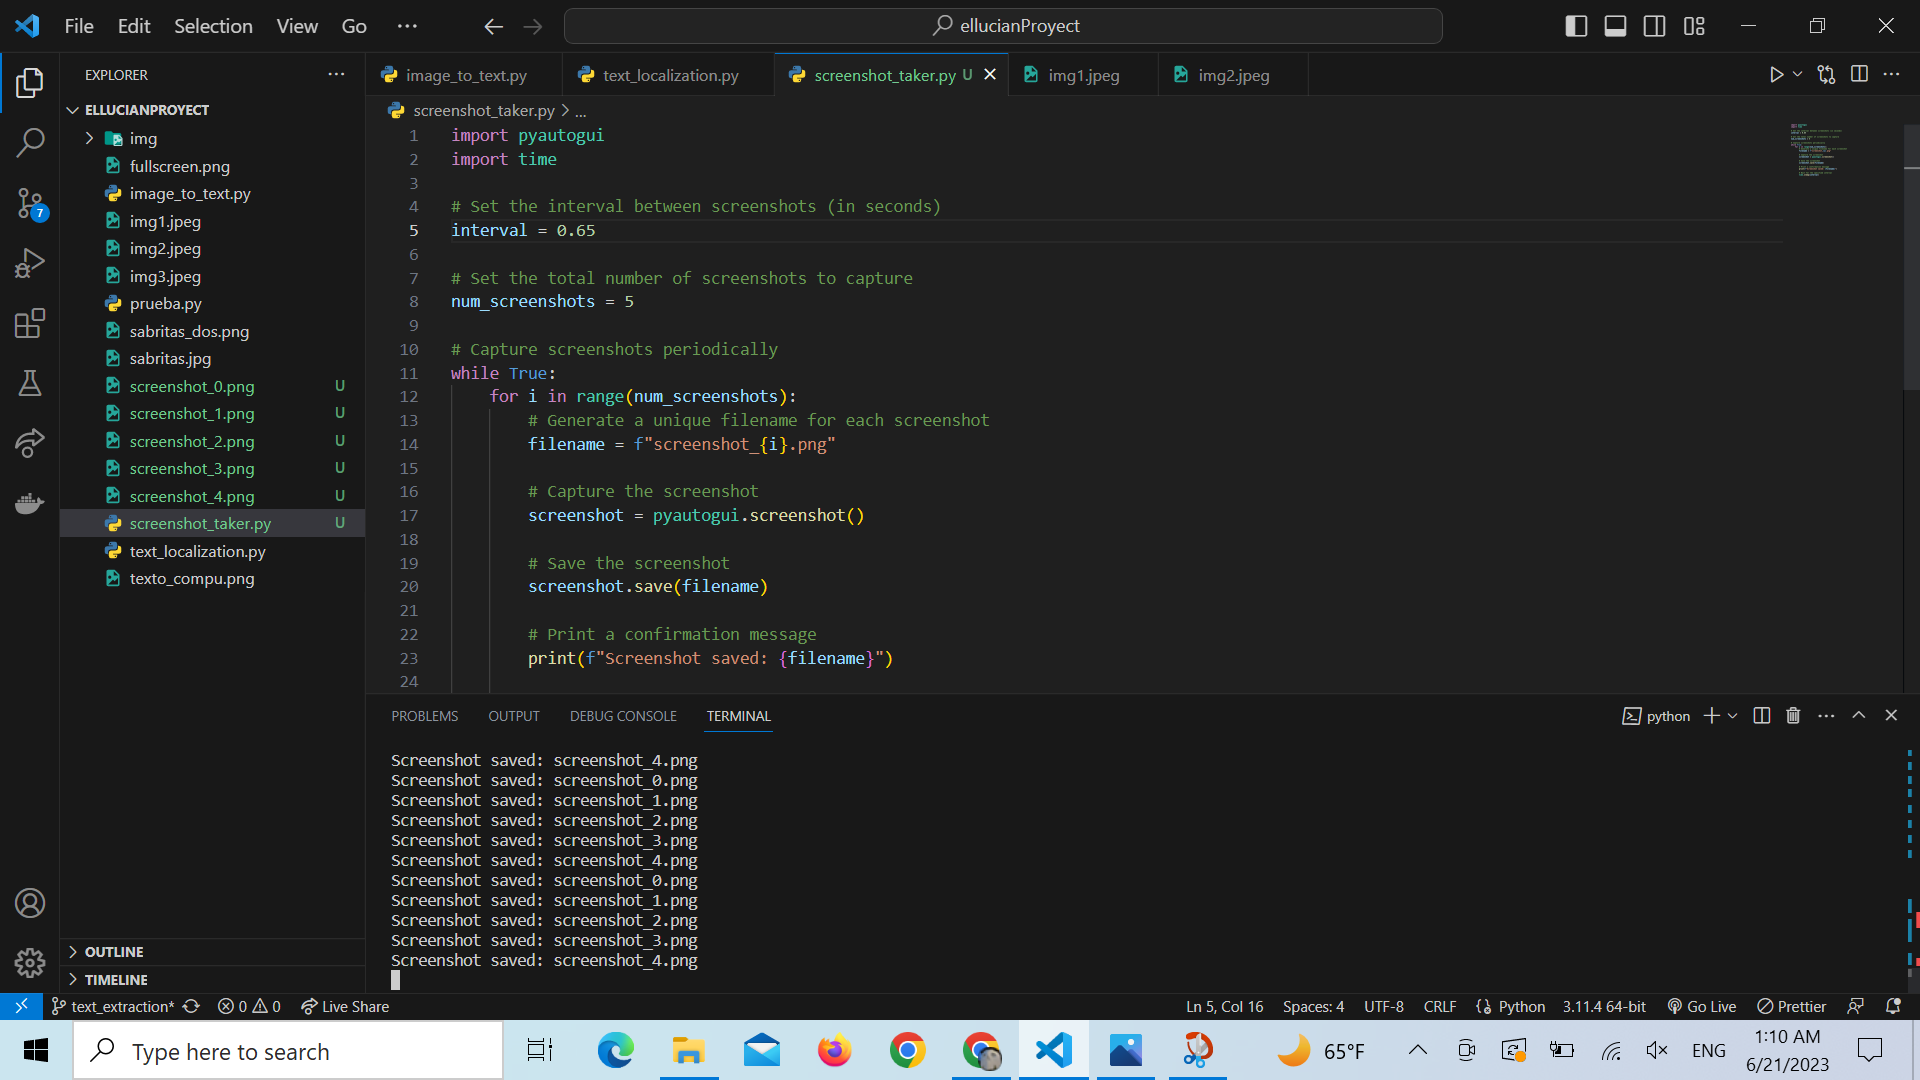 File Edit Selection View Go ··· ellucianProyect
EXPLORER
ELLUCIANPROYECT
img
fullscreen.png
image_to_text.py
img1.jpeg
img2.jpeg
img3.jpeg
prueba.py
sabritas_dos.png
sabritas.jpg
screenshot_0.png U
screenshot_1.png U
screenshot_2.png U
screenshot_3.png U
screenshot_4.png U
screenshot_taker.py U
text_localization.py
texto_compu.png
OUTLINE
TIMELINE
7
image_to_text.py text_localization.py screenshot_taker.py U img1.jpeg img2.jpeg
screenshot_taker.py > ...
1 import pyautogui
2 import time
3
4 # Set the interval between screenshots (in seconds)
5 interval = 0.65
6
7 # Set the total number of screenshots to capture
8 num_screenshots = 5
9
10 # Capture screenshots periodically
11 while True:
12 for i in range(num_screenshots):
13 # Generate a unique filename for each screenshot
14 filename = f"screenshot_{i}.png"
15
16 # Capture the screenshot
17 screenshot = pyautogui.screenshot()
18
19 # Save the screenshot
20 screenshot.save(filename)
21
22 # Print a confirmation message
23 print(f"Screenshot saved: {filename}")
24
PROBLEMS OUTPUT DEBUG CONSOLE TERMINAL python
Screenshot saved: screenshot_4.png
Screenshot saved: screenshot_0.png
Screenshot saved: screenshot_1.png
Screenshot saved: screenshot_2.png
Screenshot saved: screenshot_3.png
Screenshot saved: screenshot_4.png
Screenshot saved: screenshot_0.png
Screenshot saved: screenshot_1.png
Screenshot saved: screenshot_2.png
Screenshot saved: screenshot_3.png
Screenshot saved: screenshot_4.png
text_extraction* 0 0 Live Share Ln 5, Col 16 Spaces: 4 UTF-8 CRLF Python 3.11.4 64-bit Go Live Prettier
Type here to search 65°F ENG 1:10 AM
6/21/2023